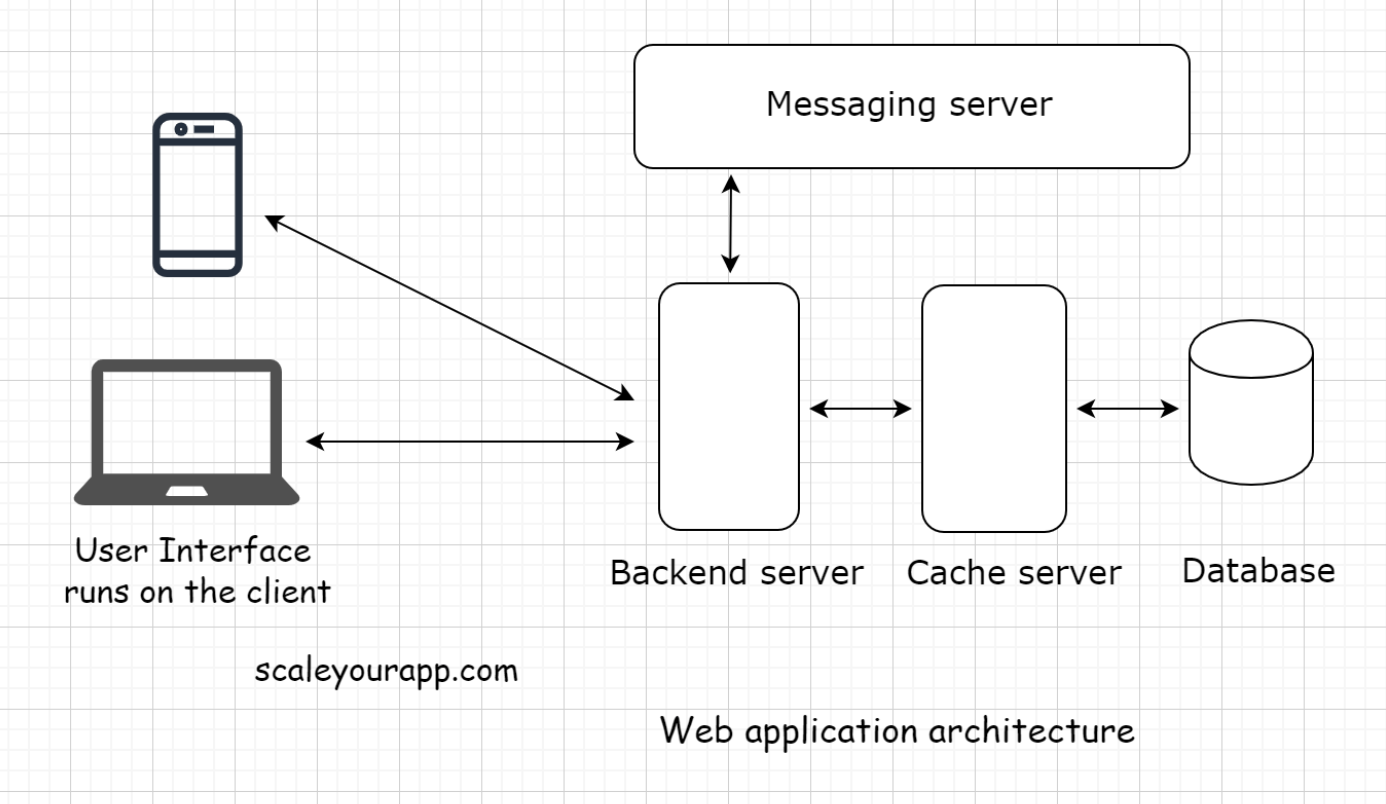 Messaging server
User Interface
runs on the client
Backend server
Cache server
Database
scaleyourapp.com
Web application architecture